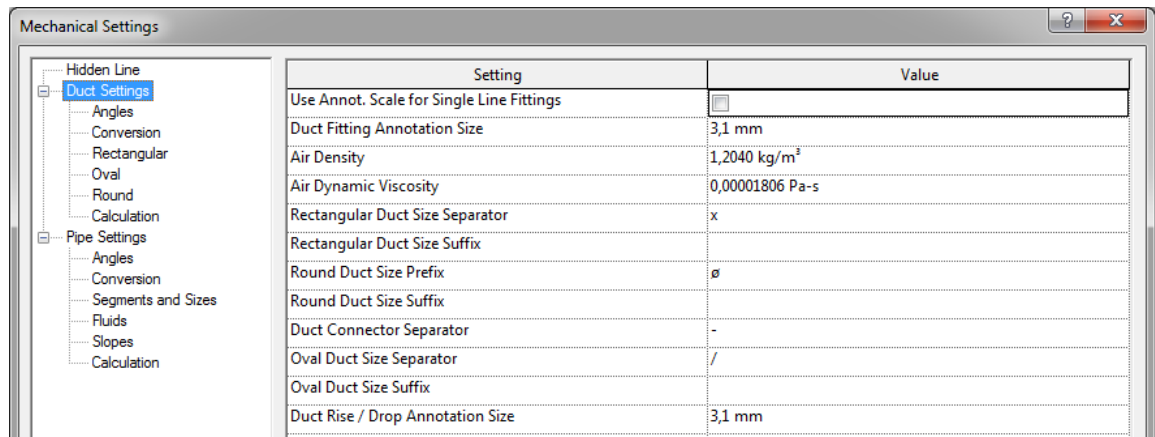 Mechanical Settings
Hidden Line
Duct Settings
Angles
Conversion
Rectangular
Oval
Round
Calculation
Pipe Settings
Angles
Conversion
Segments and Sizes
Fluids
Slopes
Calculation
Setting Value
Use Annot. Scale for Single Line Fittings
Duct Fitting Annotation Size 3,1 mm
Air Density 1,2040 kg/m³
Air Dynamic Viscosity 0,00001806 Pa-s
Rectangular Duct Size Separator x
Rectangular Duct Size Suffix
Round Duct Size Prefix ø
Round Duct Size Suffix
Duct Connector Separator -
Oval Duct Size Separator /
Oval Duct Size Suffix
Duct Rise / Drop Annotation Size 3,1 mm